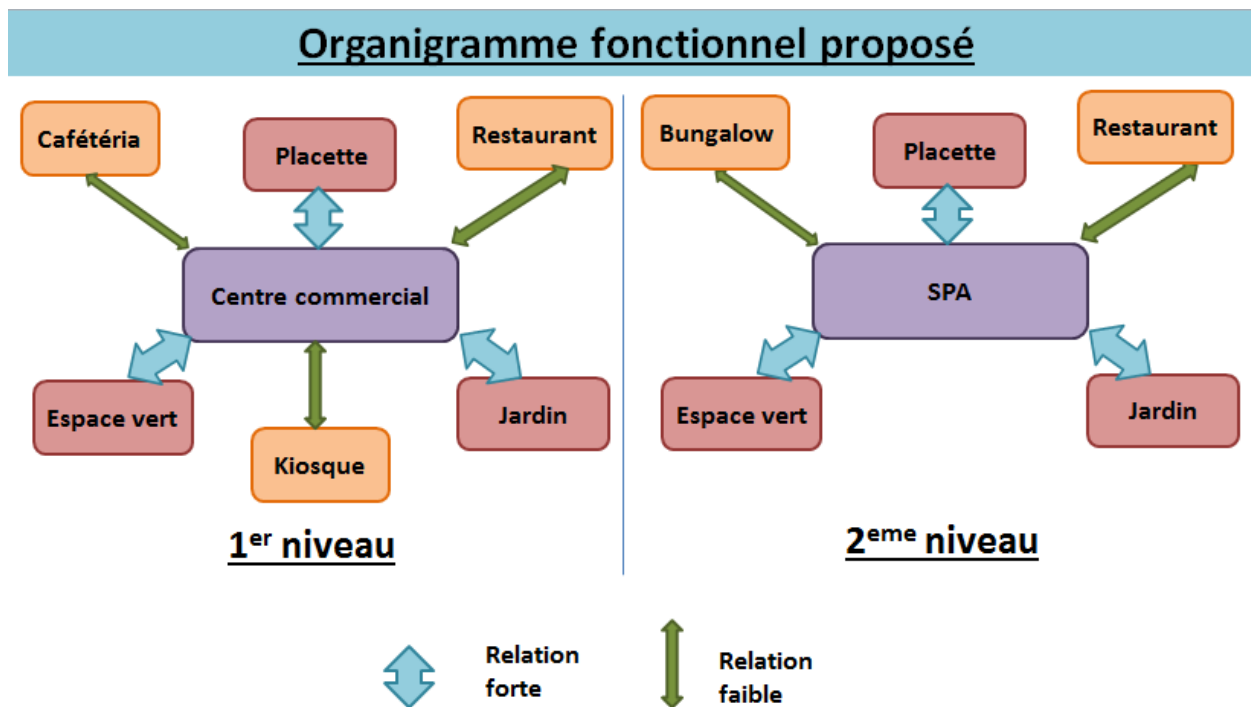 Organigramme fonctionnel proposé
Cafétéria
Placette
Restaurant
Centre commercial
Espace vert
Jardin
Kiosque
1er niveau
Bungalow
Placette
Restaurant
SPA
Espace vert
Jardin
2eme niveau
Relation
forte
Relation
faible